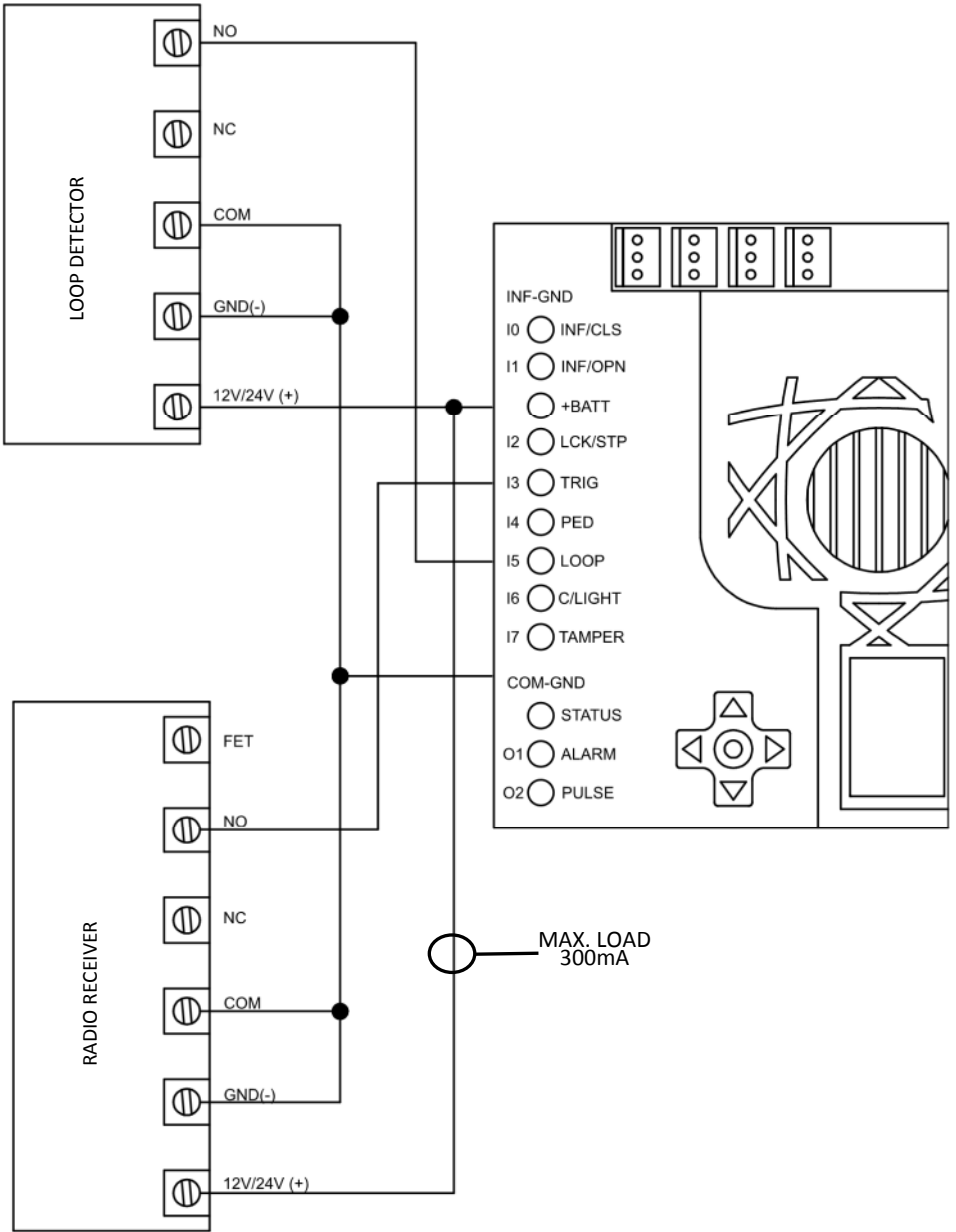 LOOP DETECTOR
NO
NC
COM
GND(-)
12V/24V (+)
INF-GND
I0 INF/CLS
I1 INF/OPN
+BATT
I2 LCK/STP
I3 TRIG
I4 PED
I5 LOOP
I6 C/LIGHT
I7 TAMPER
COM-GND
STATUS
O1 ALARM
O2 PULSE
RADIO RECEIVER
FET
NO
NC
COM
GND(-)
12V/24V (+)
MAX. LOAD
300mA